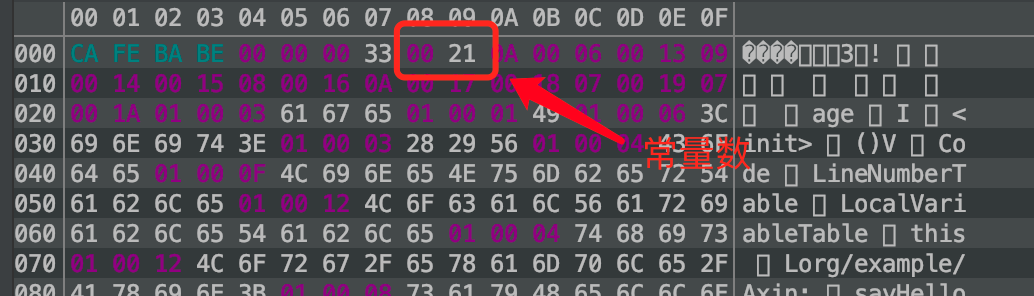 00 01 02 03 04 05 06 07 08 09 0A 0B 0C 0D 0E 0F
000 CA FE BA BE 00 00 00 33 00 21 0A 00 06 00 13 09 3 !
010 00 14 00 15 08 00 16 0A 00 17 00 18 07 00 19 07
020 00 1A 01 00 03 61 67 65 01 00 01 49 01 00 06 3C age I <
030 69 6E 69 74 3E 01 00 03 28 29 56 01 00 04 43 6F init> ()V Co
常量数
040 64 65 01 00 0F 4C 69 6E 65 4E 75 6D 62 65 72 54 de LineNumberT
050 61 62 6C 65 01 00 12 4C 6F 63 61 6C 56 61 72 69 able LocalVari
060 61 62 6C 65 54 61 62 6C 65 01 00 04 74 68 69 73 ableTable this
070 01 00 12 4C 6F 72 67 2F 65 78 61 6D 70 6C 65 2F Lorg/example/
080 41 78 69 6E 3B 01 00 08 73 61 79 48 65 6C 6C 6F Axin; sayHello